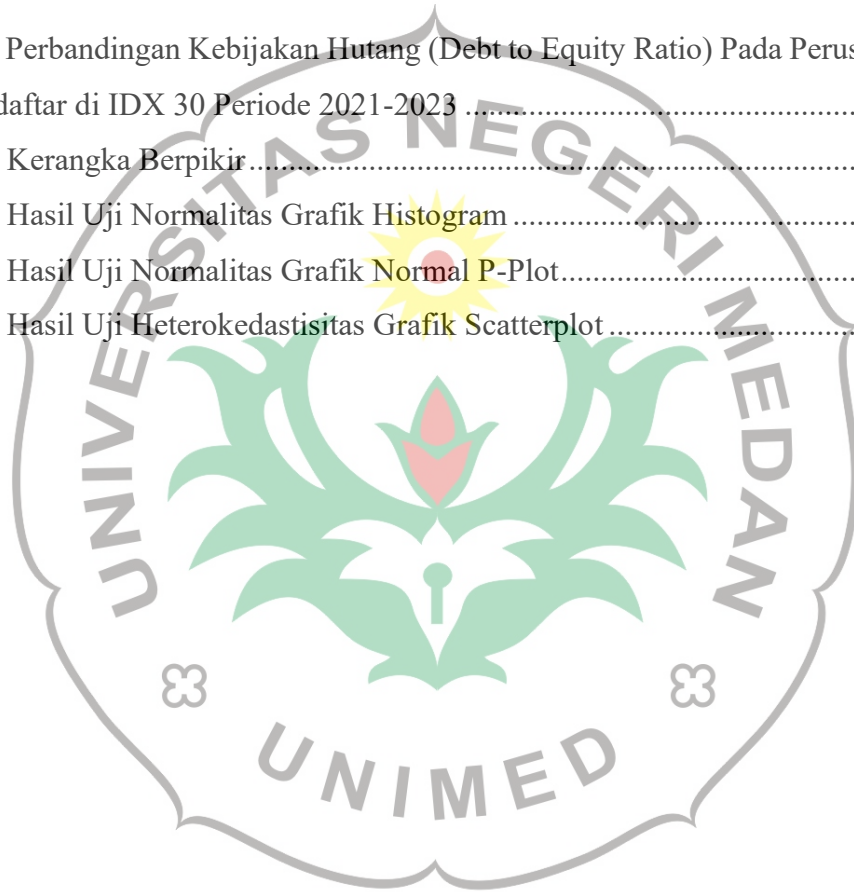 Perbandingan Kebijakan Hutang (Debt to Equity Ratio) Pada Perus
daftar di IDX 30 Periode 2021-2023 ....................................................
Kerangka Berpikir................................................................................
Hasil Uji Normalitas Grafik Histogram ..............................................
Hasil Uji Normalitas Grafik Normal P-Plot........................................
Hasil Uji Heterokedastisitas Grafik Scatterplot ..................................
UNIVERSITAS NEGERI MEDAN
UNIMED